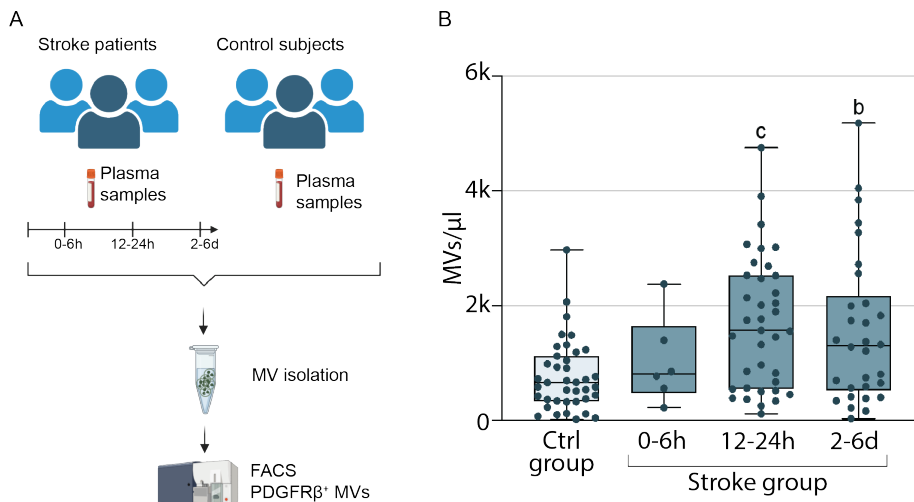 A
Stroke patients
Control subjects
Plasma
samples
Plasma
samples
0-6h
12-24h
2-6d
MV isolation
FACS
PDGFRβ⁺ MVs
B
MVs/µl
6k
4k
2k
0
c
b
Ctrl
group
0-6h
12-24h
2-6d
Stroke group